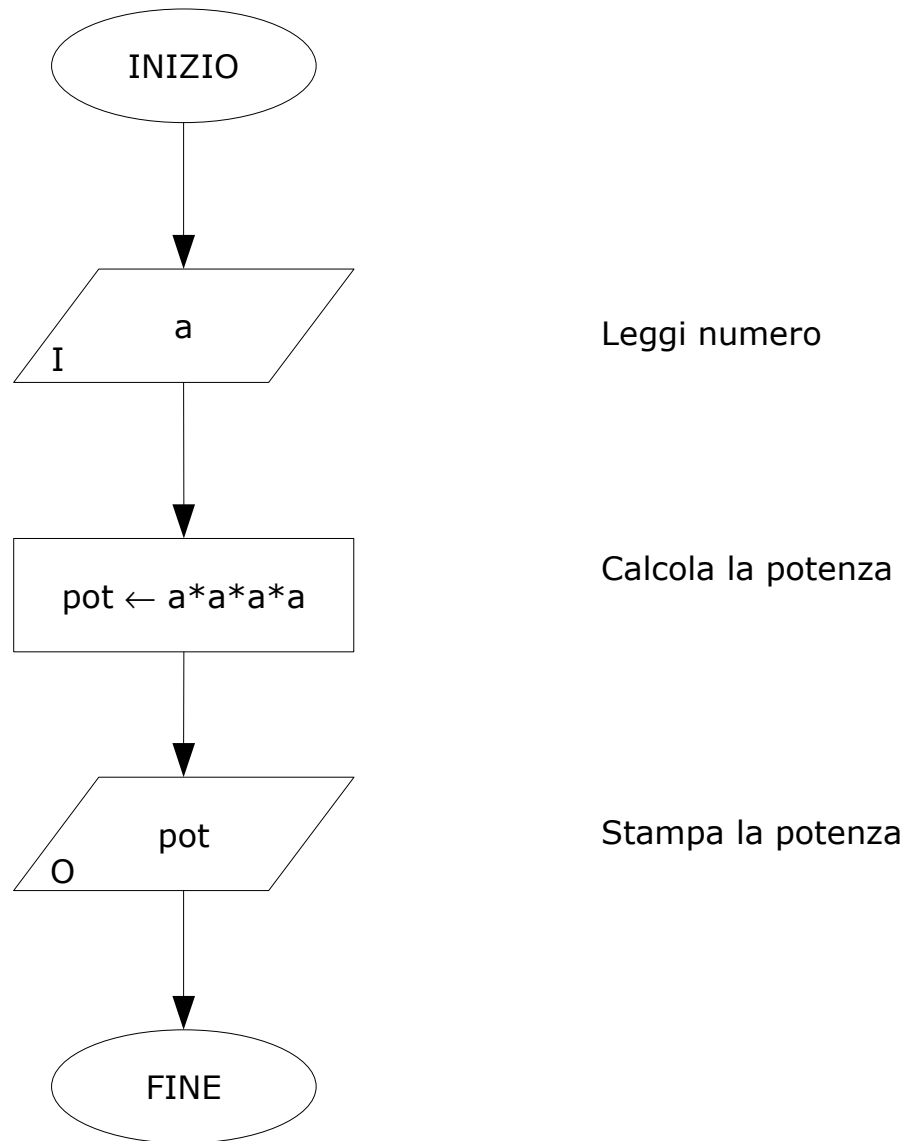 INIZIO
a
I
Leggi numero
pot ← a*a*a*a
Calcola la potenza
pot
O
Stampa la potenza
FINE